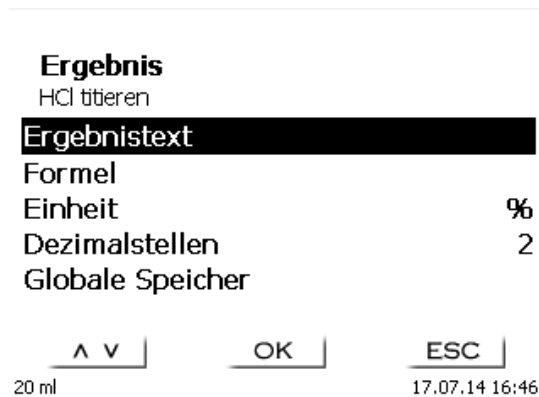 Ergebnis
HCl titieren
Ergebnistext
Formel
Einheit %
Dezimalstellen 2
Globale Speicher
∧ ∨ OK ESC
20 ml 17.07.14 16:46